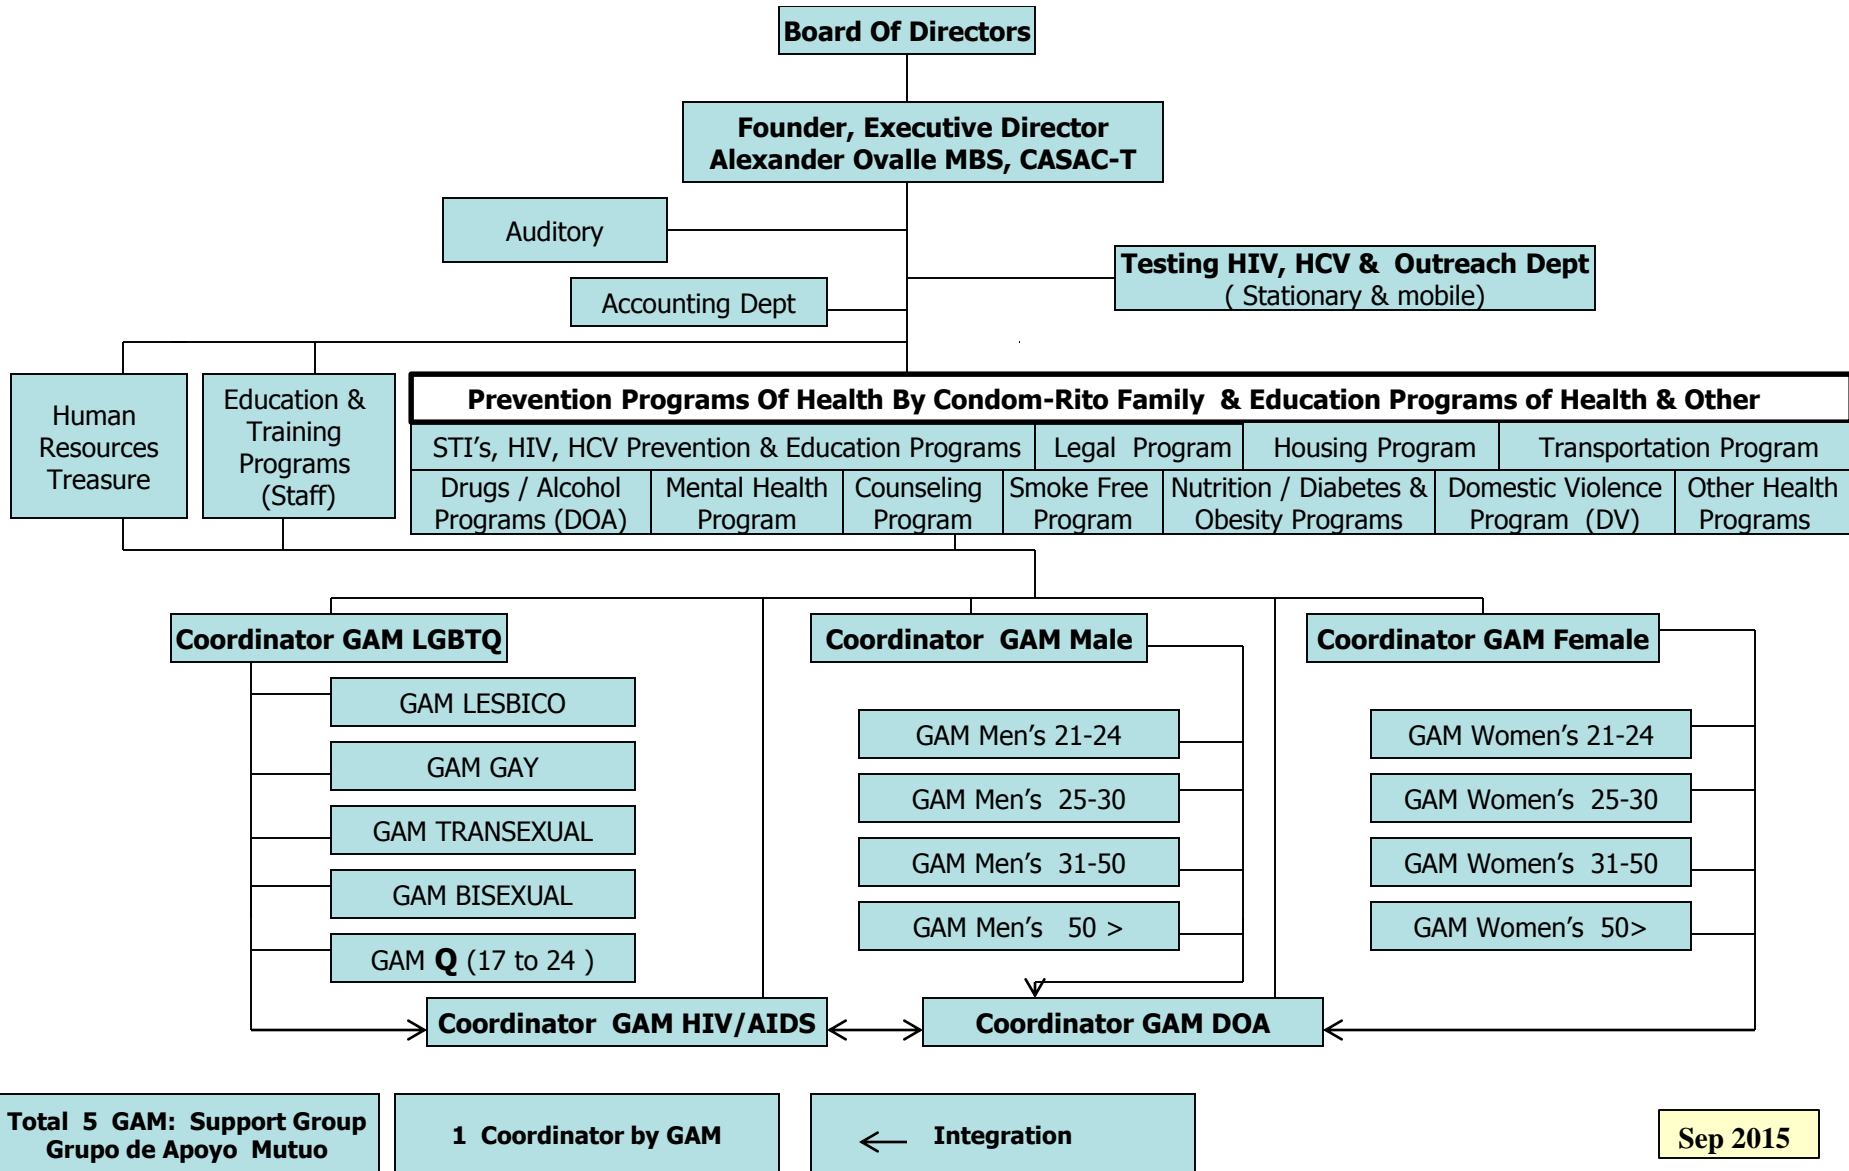 Board Of Directors
Founder, Executive Director
Alexander Ovalle MBS, CASAC-T
Auditory
Testing HIV, HCV & Outreach Dept
( Stationary & mobile)
Accounting Dept
Human
Resources
Treasure
Education &
Training
Programs
(Staff)
Prevention Programs Of Health By Condom-Rito Family & Education Programs of Health & Other
STI's, HIV, HCV Prevention & Education Programs
Legal Program
Housing Program
Transportation Program
Drugs / Alcohol
Programs (DOA)
Mental Health
Program
Counseling
Program
Smoke Free
Program
Nutrition / Diabetes &
Obesity Programs
Domestic Violence
Program (DV)
Other Health
Programs
Coordinator GAM LGBTQ
GAM LESBICO
GAM GAY
GAM TRANSEXUAL
GAM BISEXUAL
GAM Q (17 to 24 )
Coordinator GAM Male
GAM Men’s 21-24
GAM Men’s 25-30
GAM Men’s 31-50
GAM Men’s 50 >
Coordinator GAM Female
GAM Women’s 21-24
GAM Women’s 25-30
GAM Women’s 31-50
GAM Women’s 50>
Coordinator GAM HIV/AIDS
Coordinator GAM DOA
Total 5 GAM: Support Group
Grupo de Apoyo Mutuo
1 Coordinator by GAM
Integration
Sep 2015